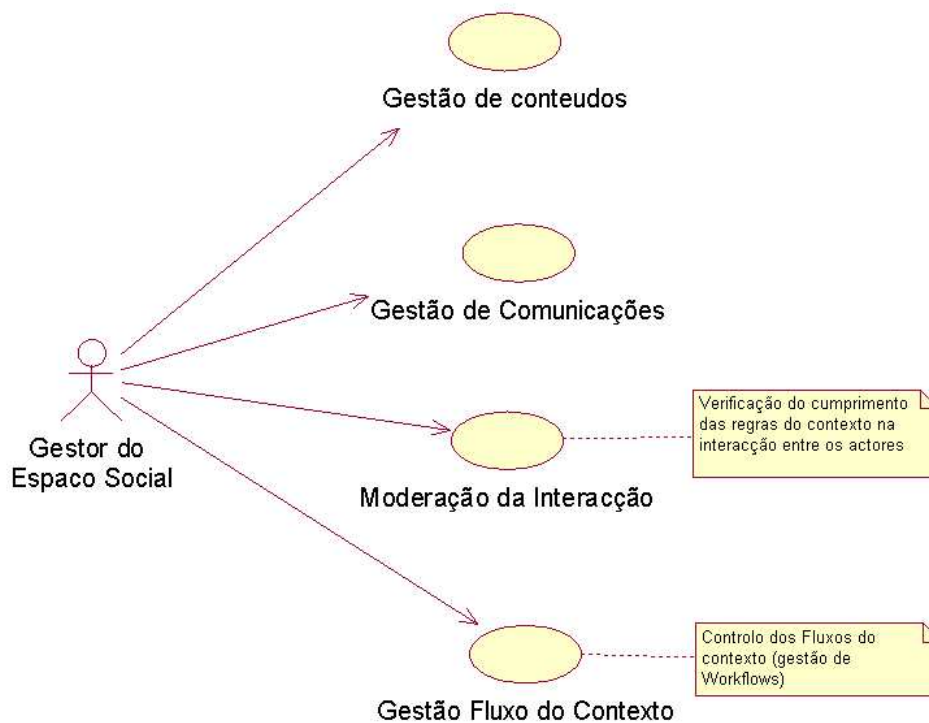 Gestão de conteudos
Gestão de Comunicações
Gestor do
Espaco Social
Verificação do cumprimento
das regras do contexto na
interacção entre os actores
Moderação da Interacção
Controlo dos Fluxos do
contexto (gestão de
Workflows)
Gestão Fluxo do Contexto